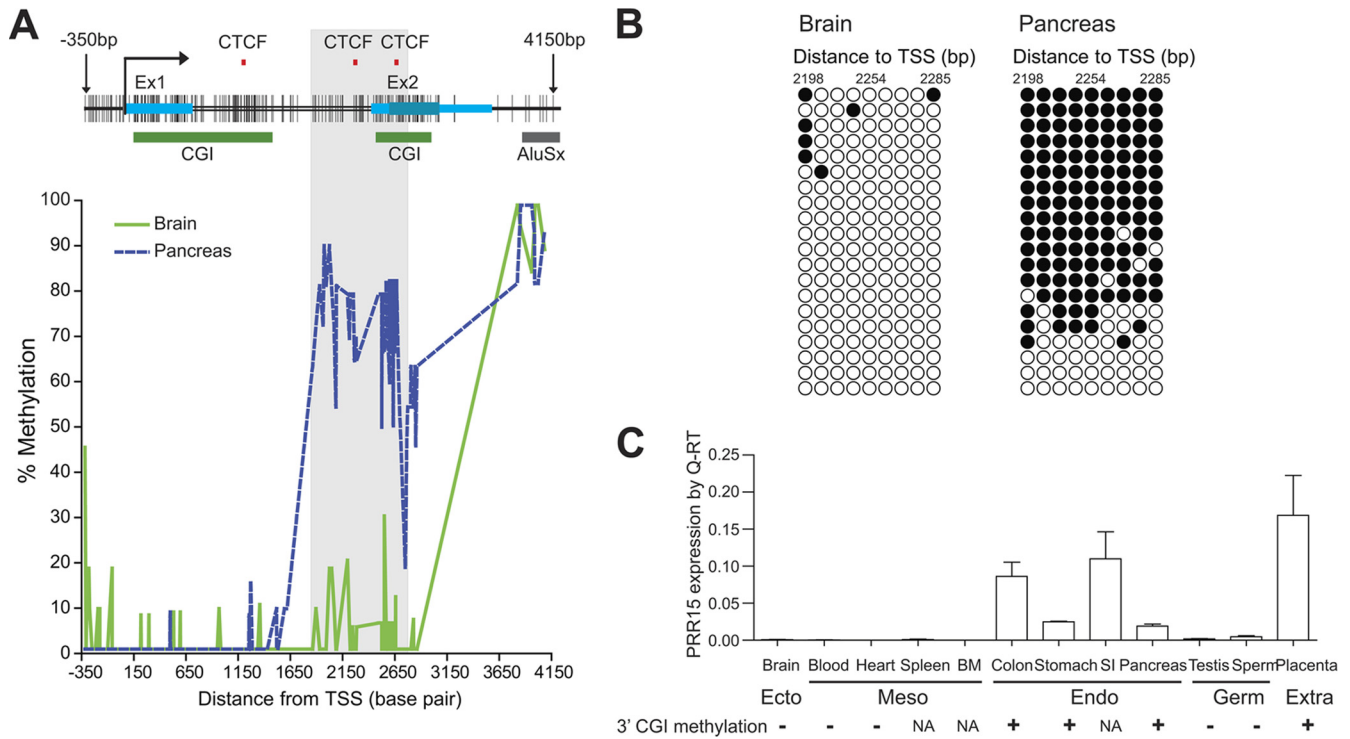 A
-350bp
CTCF
CTCF
CTCF
4150bp
Ex1
Ex2
CGI
CGI
AluSx
100
90
80
70
60
50
40
30
20
10
0
% Methylation
Brain
Pancreas
-350
150
650
1150
1650
2150
2650
3150
3650
4150
Distance from TSS (base pair)
B
Brain
Distance to TSS (bp)
2198 2254 2285
Pancreas
Distance to TSS (bp)
2198 2254 2285
C
PRR15 expression by Q-RT
0.25
0.20
0.15
0.10
0.05
0.00
Brain Blood Heart Spleen BM Colon Stomach SI Pancreas Testis Sperm Placenta
Ecto Meso Endo Germ Extra
3' CGI methylation - - - NA NA + + NA + - - +